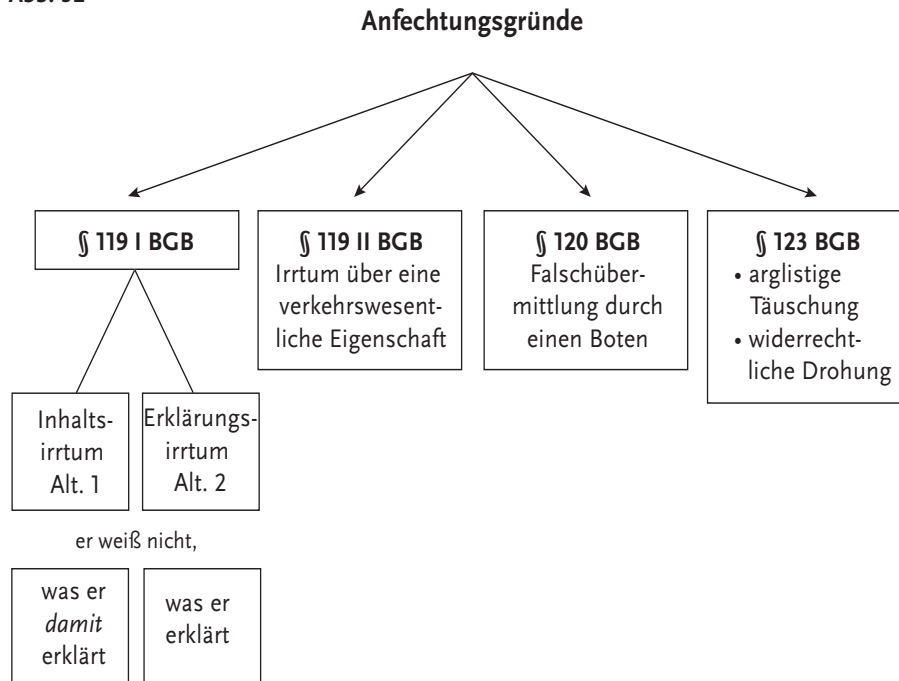 Anfechtungsgründe
§ 119 I BGB
§ 119 II BGB
Irrtum über eine
verkehrswesent-
liche Eigenschaft
§ 120 BGB
Falschüber-
mittlung durch
einen Boten
§ 123 BGB
• arglistige
Täuschung
• widerrecht-
liche Drohung
Inhalts-
irrtum
Alt. 1
Erklärungs-
irrtum
Alt. 2
er weiß nicht,
was er
damit
erklärt
was er
erklärt